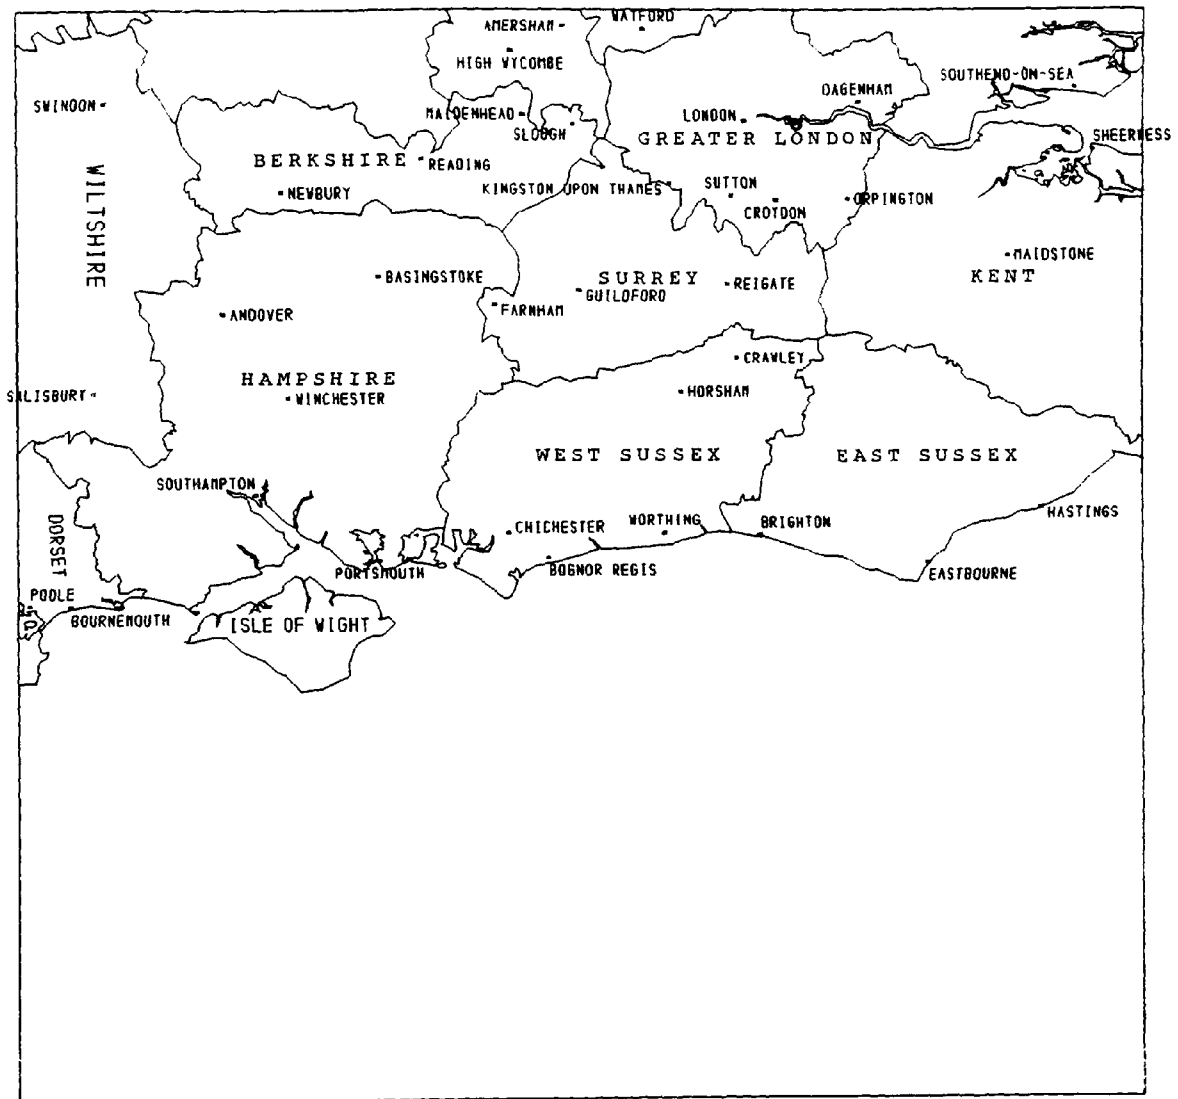 AMERSHAM
WATFORD
HIGH WYCOMBE
SOUTHEND-ON-SEA
SWINDON
DAGENHAM
MAIDENHEAD
LONDON
SLOUGH
SHEERNESS
GREATER LONDON
BERKSHIRE
READING
WILTSHIRE
NEWBURY
KINGSTON UPON THAMES
SUTTON
CROYDON
ORPINGTON
MAIDSTONE
KENT
BASINGSTOKE
SURREY
REIGATE
GUILDFORD
FARNHAM
ANDOVER
CRAWLEY
HAMPSHIRE
HORSHAM
SALISBURY
WINCHESTER
WEST SUSSEX
EAST SUSSEX
SOUTHAMPTON
HASTINGS
DORSET
CHICHESTER
WORTHING
BRIGHTON
PORTSMOUTH
BOGNOR REGIS
EASTBOURNE
POOLE
BOURNEMOUTH
ISLE OF WIGHT